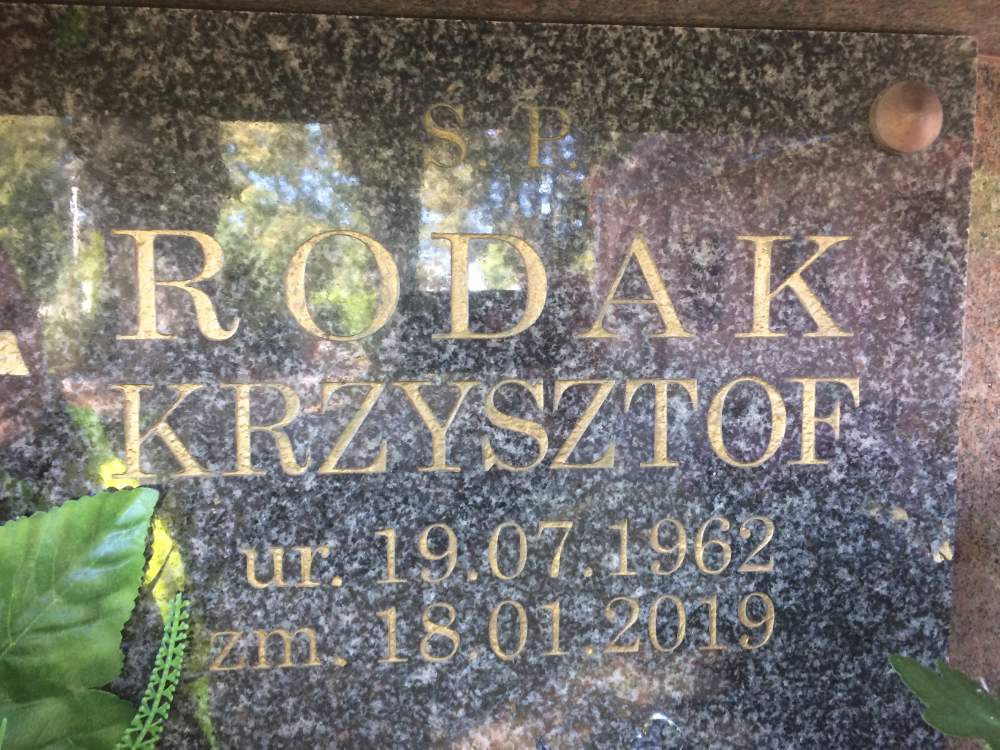 Ś. P.
RODAK
KRZYSZTOF
ur. 19.07.1962
zm. 18.01.2019